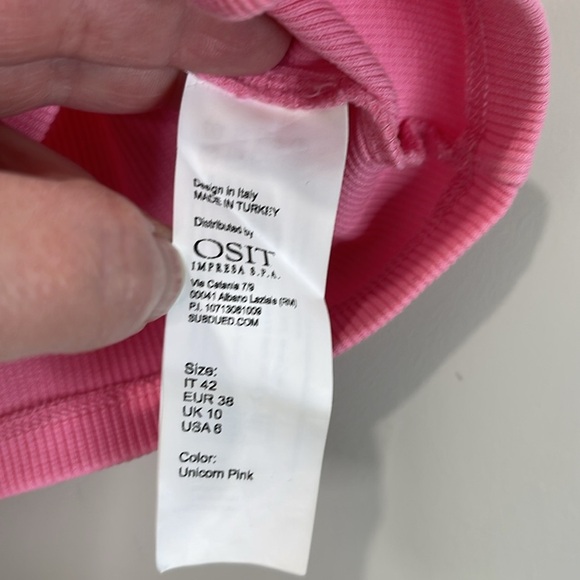 Design in Italy
MADE IN TURKEY
Distributed by
OSIT
IMPRESA S.P.A.
Via Catania 7/9
00041 Albano Laziale (RM)
P.I. 10713081009
SUBDUED.COM
Size:
IT 42
EUR 38
UK 10
USA 6
Color:
Unicorn Pink